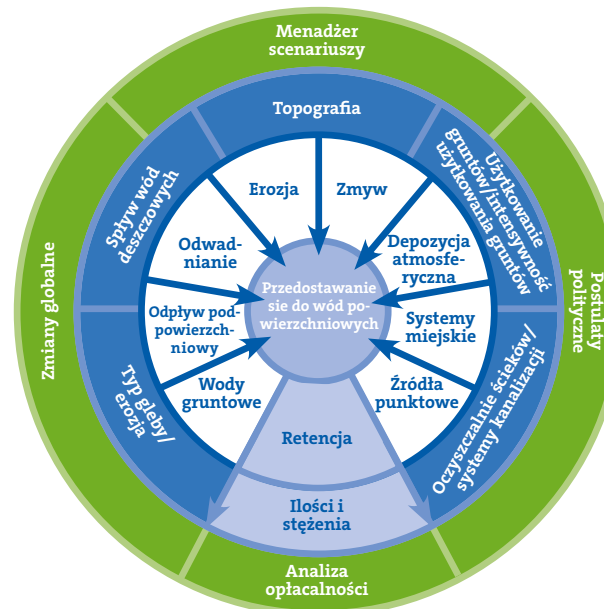 Menadżer
scenariuszy
Topografia
Spływ wód
deszczowych
Użytkowanie
gruntów/Intensywność
użytkowania gruntów
Erozja
Zmyw
Odwad-
nianie
Depozycja
atmosfe-
ryczna
Przedostawanie
sie do wód po-
wierzchniowych
Zmiany globalne
Postulaty
polityczne
Odpływ pod-
powierzch-
niowy
Systemy
miejskie
Wody
gruntowe
Źródła
punktowe
Typ gleby/
erozja
Oczyszczalnie ścieków/
systemy kanalizacji
Retencja
Ilości i
stężenia
Analiza
opłacalności